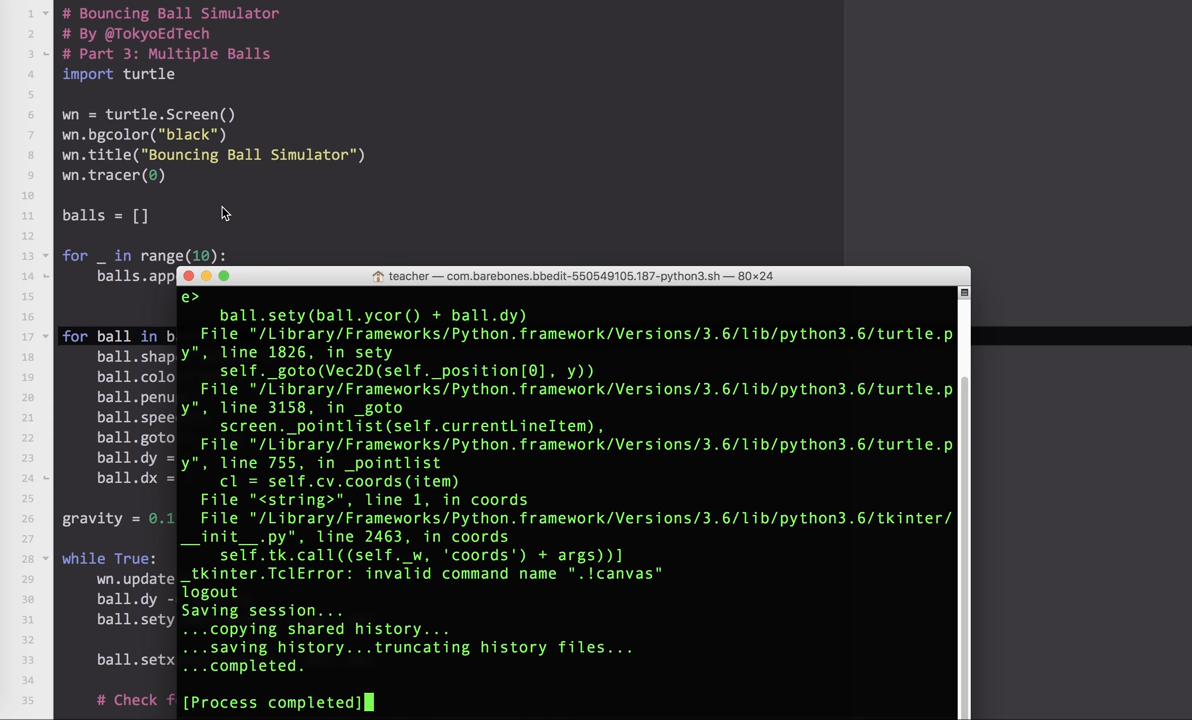 1 # Bouncing Ball Simulator
2 # By @TokyoEdTech
3 # Part 3: Multiple Balls
4 import turtle
5
6 wn = turtle.Screen()
7 wn.bgcolor("black")
8 wn.title("Bouncing Ball Simulator")
9 wn.tracer(0)
10
11 balls = []
12
13 for _ in range(10):
14 balls.app
15
16
17 for ball in b
18 ball.shap
19 ball.colo
20 ball.penu
21 ball.spee
22 ball.goto
23 ball.dy =
24 ball.dx =
25
26 gravity = 0.1
27
28 while True:
29 wn.update
30 ball.dy -
31 ball.sety
32
33 ball.setx
34
35 # Check f
teacher — com.barebones.bbedit-550549105.187-python3.sh — 80×24
e>
ball.sety(ball.ycor() + ball.dy)
File "/Library/Frameworks/Python.framework/Versions/3.6/lib/python3.6/turtle.p
y", line 1826, in sety
self._goto(Vec2D(self._position[0], y))
File "/Library/Frameworks/Python.framework/Versions/3.6/lib/python3.6/turtle.p
y", line 3158, in _goto
screen._pointlist(self.currentLineItem),
File "/Library/Frameworks/Python.framework/Versions/3.6/lib/python3.6/turtle.p
y", line 755, in _pointlist
cl = self.cv.coords(item)
File "<string>", line 1, in coords
File "/Library/Frameworks/Python.framework/Versions/3.6/lib/python3.6/tkinter/
__init__.py", line 2463, in coords
self.tk.call((self._w, 'coords') + args))]
_tkinter.TclError: invalid command name ".!canvas"
logout
Saving session...
...copying shared history...
...saving history...truncating history files...
...completed.
[Process completed]